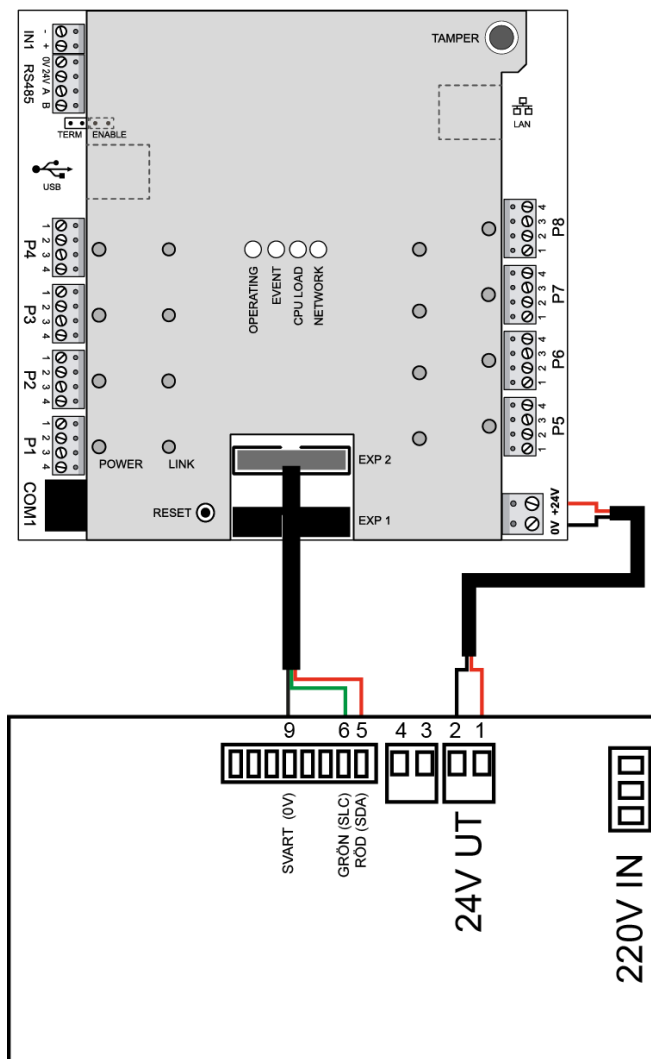 TAMPER
IN1
- +
RS485
0V 24V A B
TERM
ENABLE
LAN
USB
P4
1 2 3 4
P3
1 2 3 4
P2
1 2 3 4
P1
1 2 3 4
COM1
OPERATING
EVENT
CPU LOAD
NETWORK
P8
4 3 2 1
P7
4 3 2 1
P6
4 3 2 1
P5
4 3 2 1
POWER
LINK
EXP 2
RESET
EXP 1
0V +24V
9
6 5
4 3
2 1
SVART (0V)
GRÖN (SLC)
RÖD (SDA)
24V UT
220V IN